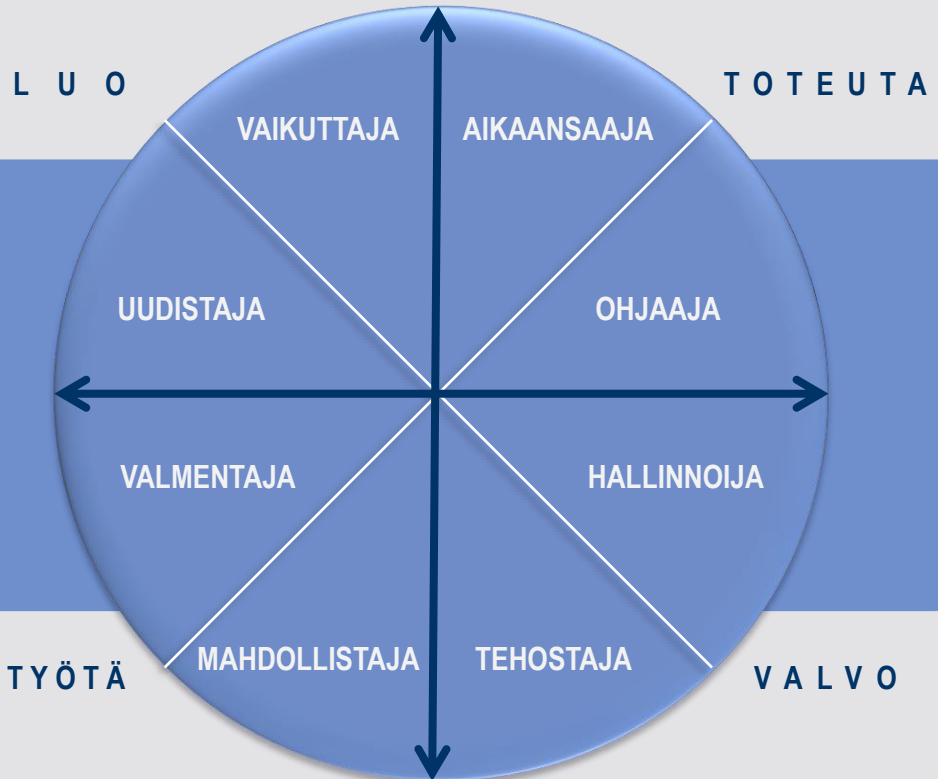 LUO
TOTEUTA
VAIKUTTAJA
AIKAANSAAJA
UUDISTAJA
OHJAAJA
VALMENTAJA
HALLINNOIJA
MAHDOLLISTAJA
TEHOSTAJA
TYÖTÄ
VALVO